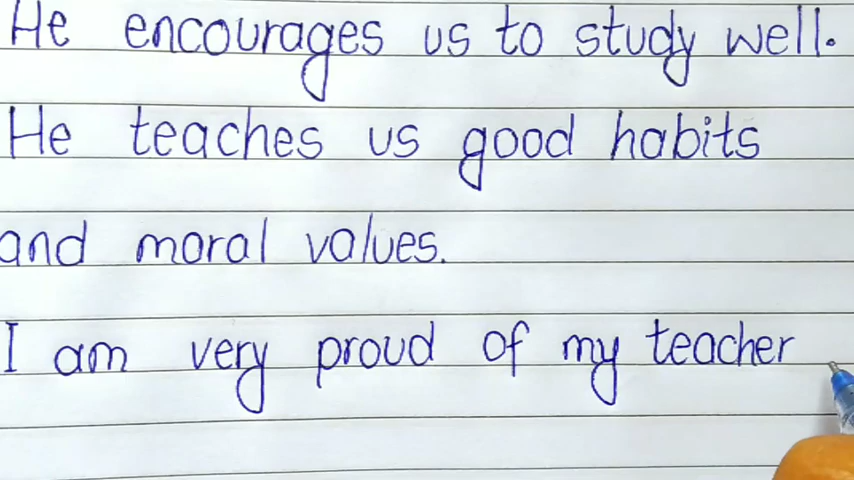 He encourages us to study well.
He teaches us good habits
and moral values.
I am very proud of my teacher